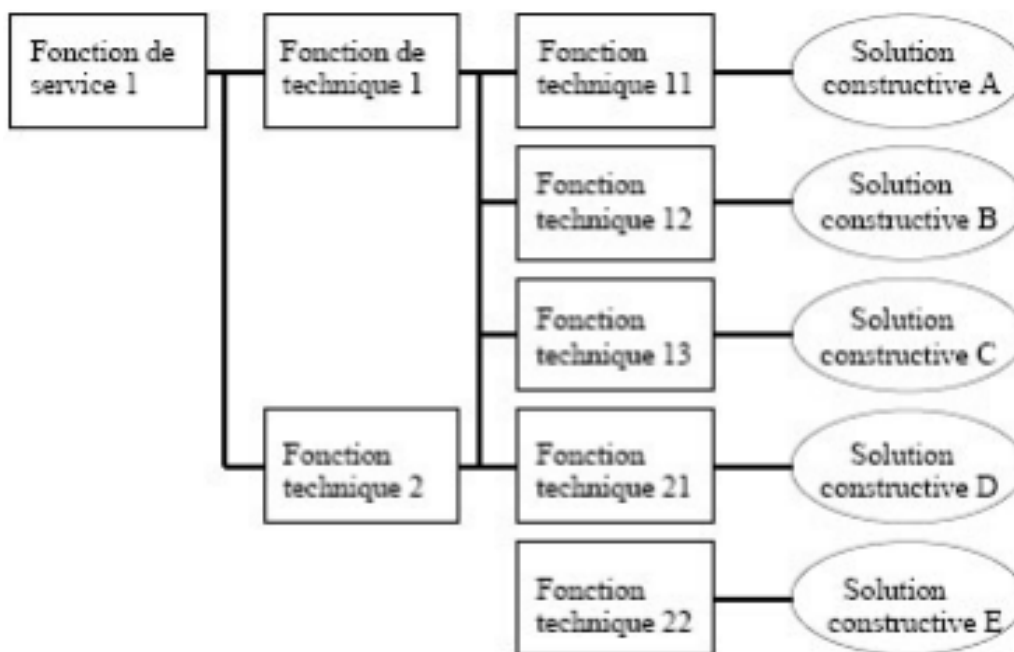 Fonction de
service 1
Fonction de
technique 1
Fonction
technique 11
Solution
constructive A
Fonction
technique 12
Solution
constructive B
Fonction
technique 13
Solution
constructive C
Fonction
technique 2
Fonction
technique 21
Solution
constructive D
Fonction
technique 22
Solution
constructive E